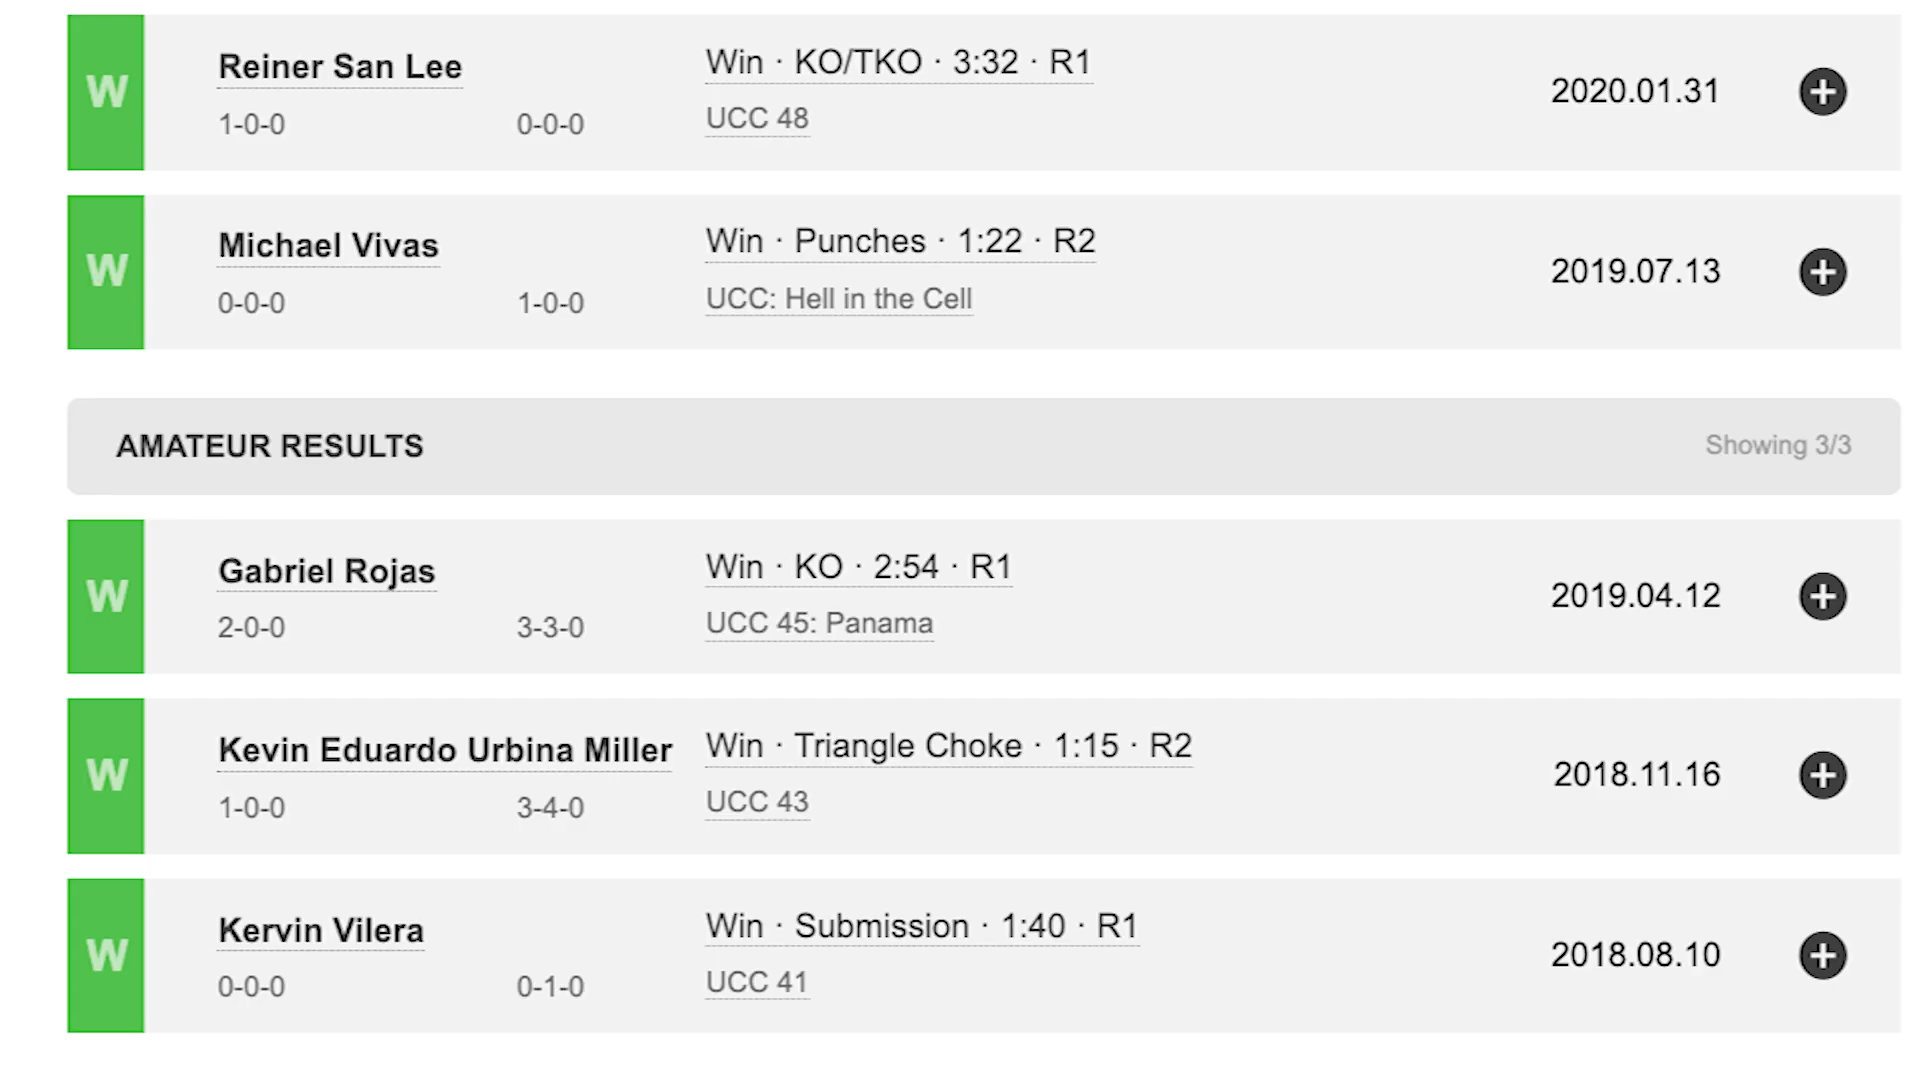 W
Reiner San Lee
Win · KO/TKO · 3:32 · R1
1-0-0 0-0-0
UCC 48
2020.01.31
W
Michael Vivas
Win · Punches · 1:22 · R2
0-0-0 1-0-0
UCC: Hell in the Cell
2019.07.13
AMATEUR RESULTS
Showing 3/3
W
Gabriel Rojas
Win · KO · 2:54 · R1
2-0-0 3-3-0
UCC 45: Panama
2019.04.12
W
Kevin Eduardo Urbina Miller
Win · Triangle Choke · 1:15 · R2
1-0-0 3-4-0
UCC 43
2018.11.16
W
Kervin Vilera
Win · Submission · 1:40 · R1
0-0-0 0-1-0
UCC 41
2018.08.10